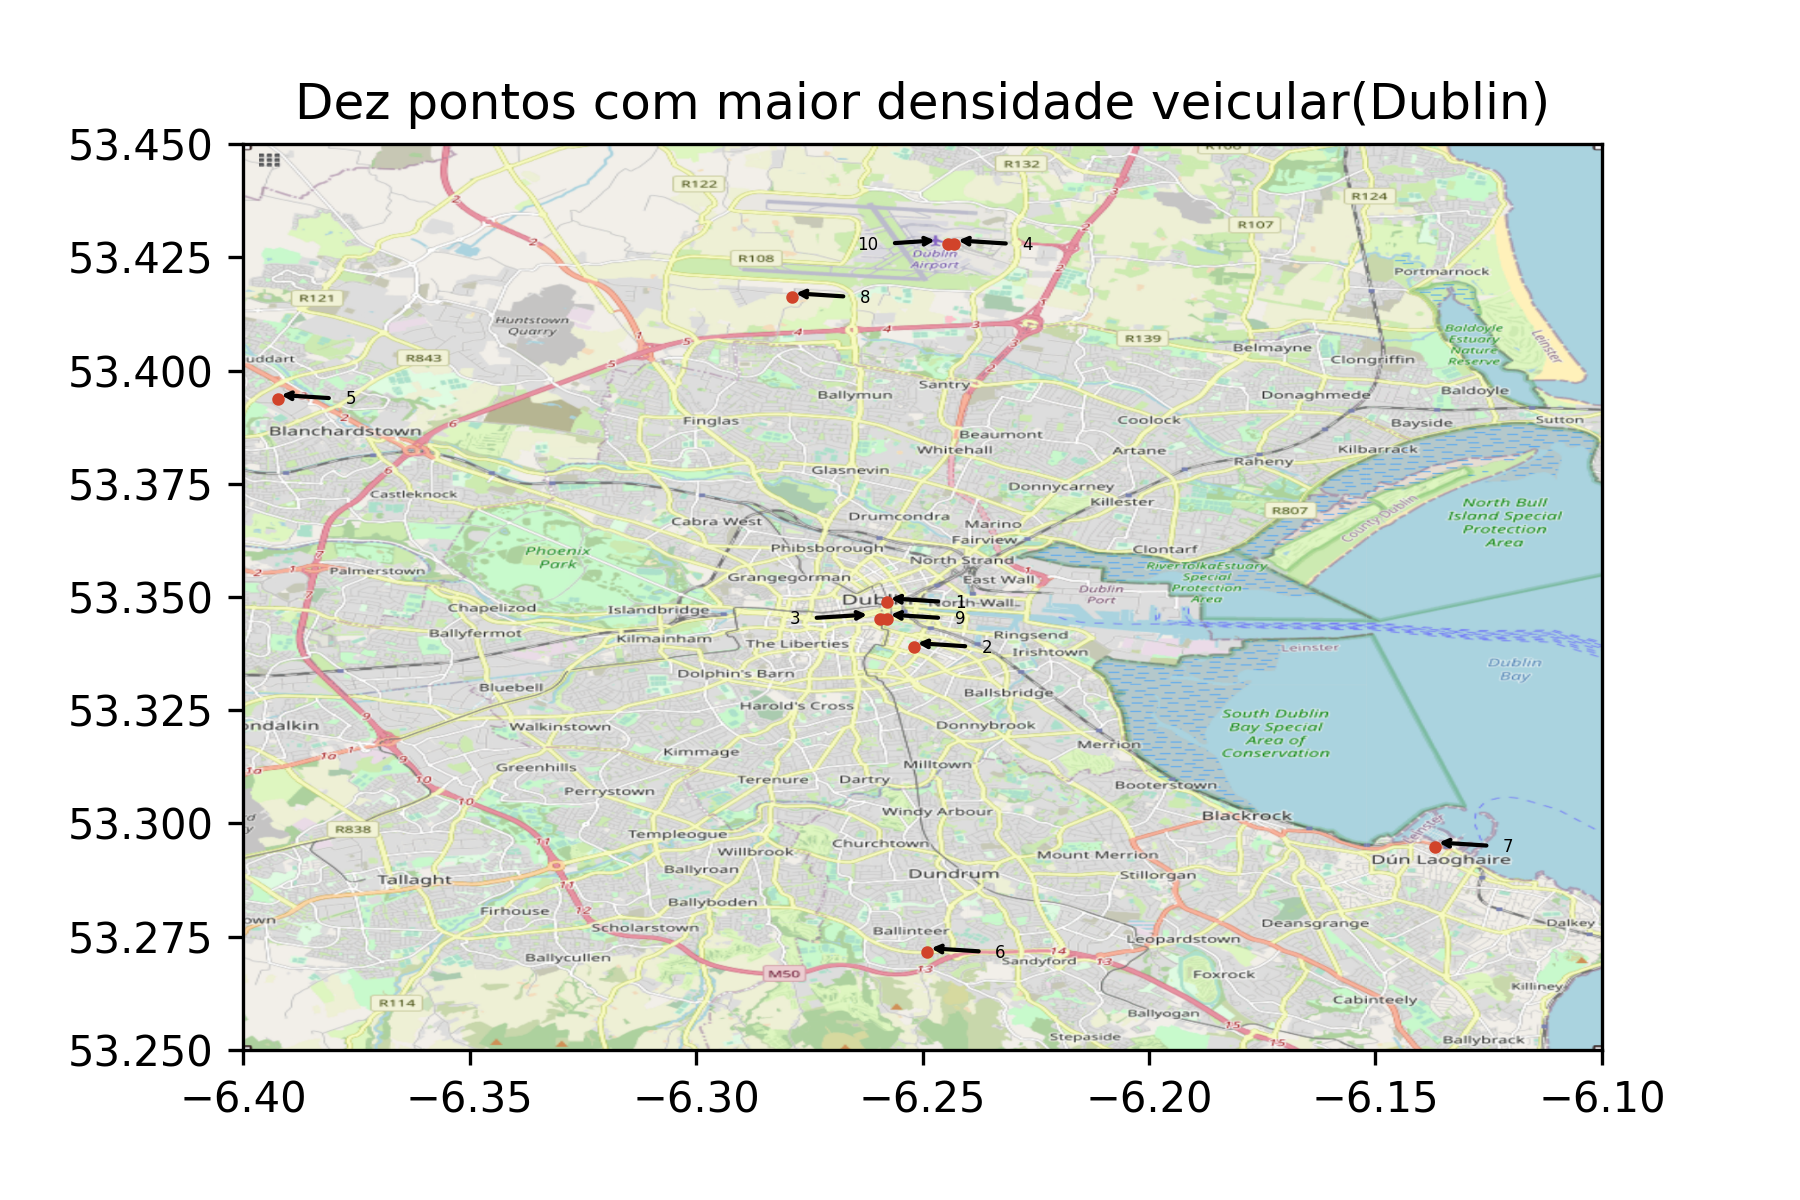 Dez pontos com maior densidade veicular(Dublin)
53.450
53.425
53.400
53.375
53.350
53.325
53.300
53.275
53.250
−6.40
−6.35
−6.30
−6.25
−6.20
−6.15
−6.10
R132
R122
R124
R107
10
4
Dublin
Airport
R108
Portmarnock
8
R121
Huntstown
Quarry
R139
Baldoyle
Estuary
Nature
Reserve
Leinster
Belmayne
Clongriffin
uddart
R843
Santry
Ballymun
Donaghmede
Baldoyle
5
Finglas
Coolock
Bayside
Sutton
Blanchardstown
Beaumont
Whitehall
Artane
Kilbarrack
Raheny
Glasnevin
Castleknock
Donnycarney
Killester
R807
County Dublin
North Bull
Island Special
Protection
Area
Cabra West
Drumcondra
Marino
Fairview
Phoenix
Park
Phibsborough
Clontarf
North Strand
Palmerstown
Grangegorman
East Wall
RiverTolkaEstuary
Special
Protection
Area
Dublin
Port
Chapelizod
Islandbridge
Dublin
1
North Wall
3
9
Ballyfermot
Kilmainham
The Liberties
2
Ringsend
Irishtown
Leinster
Dublin
Bay
Dolphin's Barn
Bluebell
Ballsbridge
Harold's Cross
ondalkin
Walkinstown
Donnybrook
South Dublin
Bay Special
Area of
Conservation
Kimmage
Merrion
Greenhills
Milltown
Terenure
Dartry
Perrystown
Booterstown
Windy Arbour
Blackrock
R838
Templeogue
Churchtown
Leinster
7
Willbrook
Mount Merrion
Dún Laoghaire
Ballyroan
Tallaght
Dundrum
Stillorgan
Ballyboden
Firhouse
own
Deansgrange
Dalkey
Scholarstown
Ballinteer
Leopardstown
6
Ballycullen
Sandyford
M50
Foxrock
Killiney
R114
Cabinteely
Ballyogan
Stepaside
Ballybrack